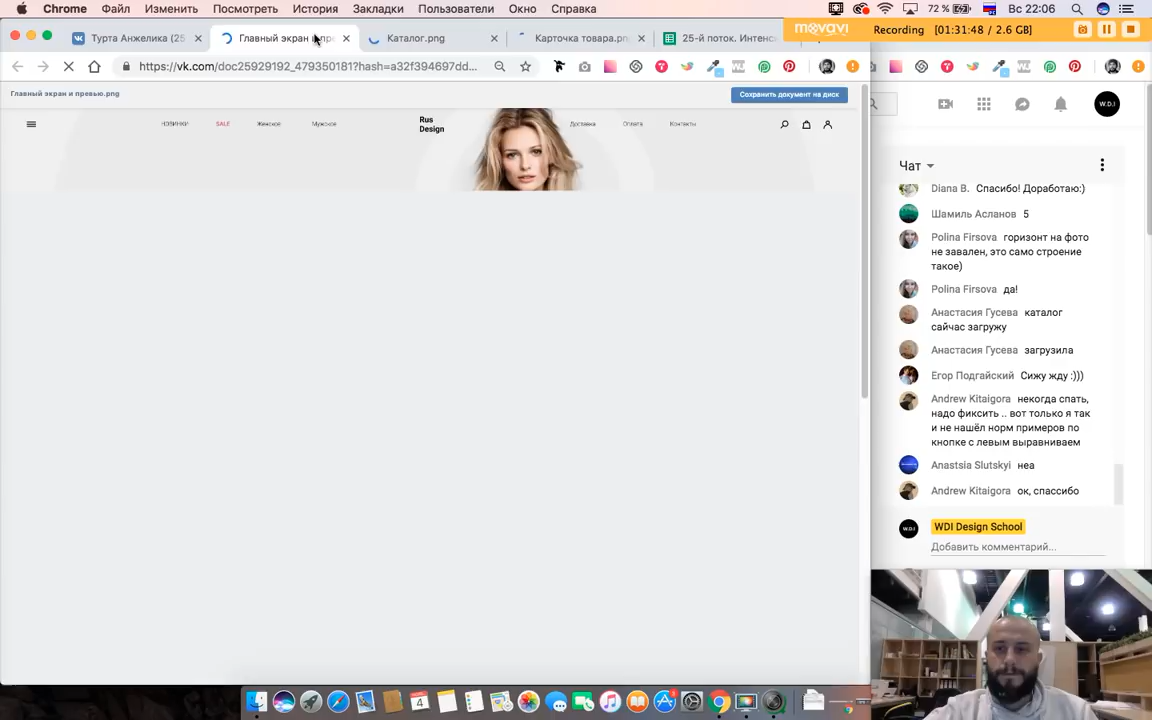 Chrome Файл Изменить Посмотреть История Закладки Пользователи Окно Справка 72 % Вс 22:06
Турта Анжелика (25 Главный экран и пре Каталог.png Карточка товара.pn 25-й поток. Интенс
movavi Recording [01:31:48 / 2.6 GB]
https://vk.com/doc25929192_479350181?hash=a32f394697dd...
Главный экран и превью.png Сохранить документ на диск
НОВИНКИ SALE Женское Мужское Rus
Design Доставка Оплата Контакты
W.D.I
Чат
Diana B. Спасибо! Доработаю:)
Шамиль Асланов 5
Polina Firsova горизонт на фото
не завален, это само строение
такое)
Polina Firsova да!
Анастасия Гусева каталог
сейчас загружу
Анастасия Гусева загрузила
Егор Подгайский Сижу жду :)))
Andrew Kitaigora некогда спать,
надо фиксить .. вот только я так
и не нашёл норм примеров по
кнопке с левым выравниваем
Anastsia Slutskyi неа
Andrew Kitaigora ок, спассибо
W.D.I WDI Design School
Добавить комментарий...
4